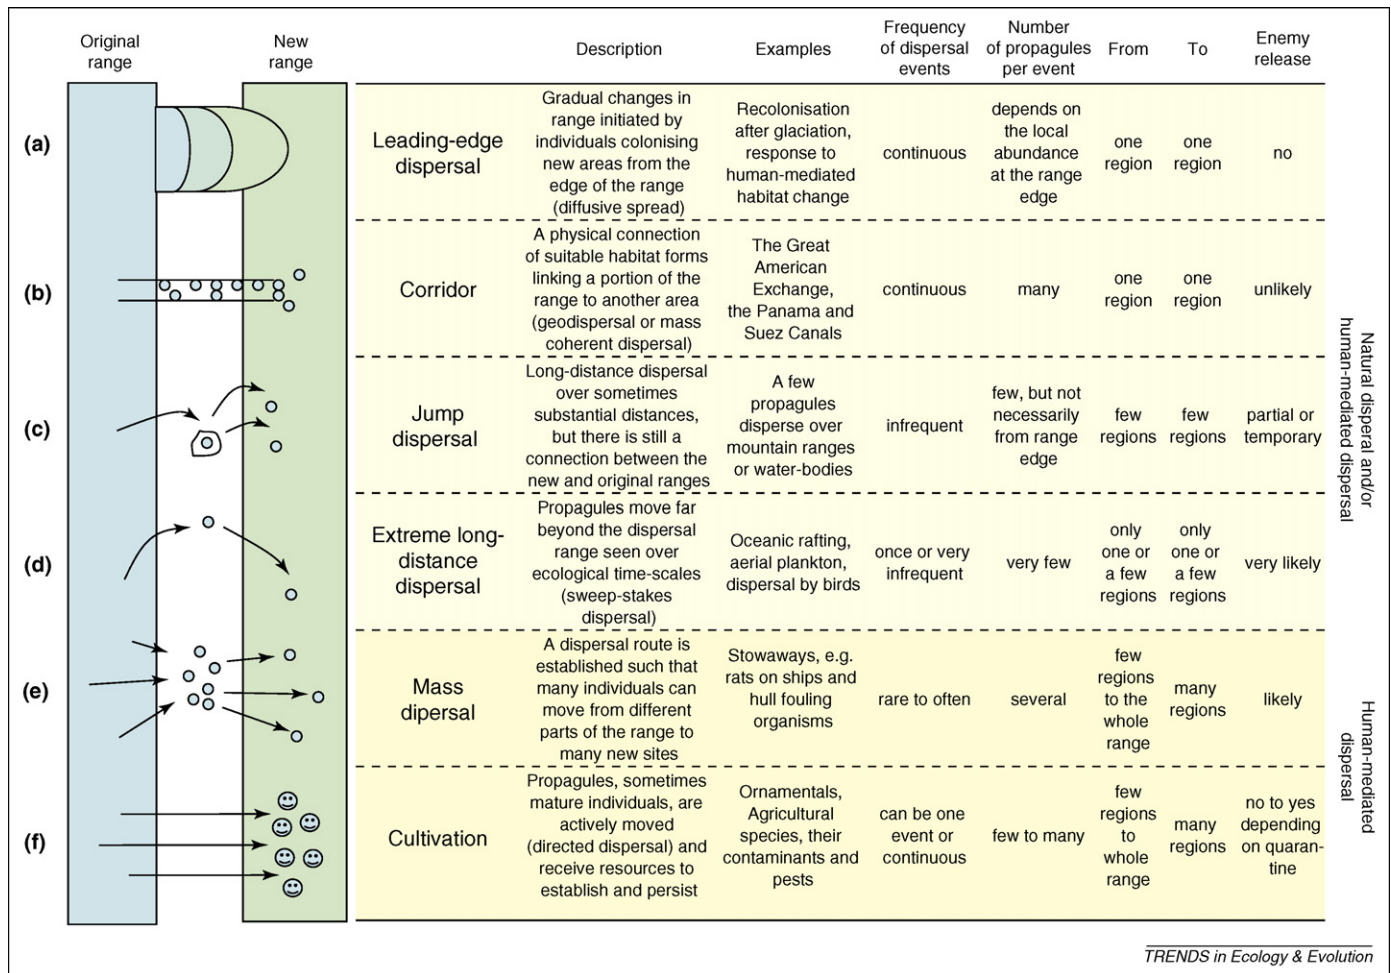 Original
range
New
range
Description
Examples
Frequency
of dispersal
events
Number
of propagules
per event
From
To
Enemy
release
(a)
Leading-edge
dispersal
Gradual changes in
range initiated by
individuals colonising
new areas from the
edge of the range
(diffusive spread)
Recolonisation
after glaciation,
response to
human-mediated
habitat change
continuous
depends on
the local
abundance
at the range
edge
one
region
one
region
no
(b)
Corridor
A physical connection
of suitable habitat forms
linking a portion of the
range to another area
(geodispersal or mass
coherent dispersal)
The Great
American
Exchange,
the Panama and
Suez Canals
continuous
many
one
region
one
region
unlikely
(c)
Jump
dispersal
Long-distance dispersal
over sometimes
substantial distances,
but there is still a
connection between the
new and original ranges
A few
propagules
disperse over
mountain ranges
or water-bodies
infrequent
few, but not
necessarily
from range
edge
few
regions
few
regions
partial or
temporary
(d)
Extreme long-
distance
dispersal
Propagules move far
beyond the dispersal
range seen over
ecological time-scales
(sweep-stakes
dispersal)
Oceanic rafting,
aerial plankton,
dispersal by birds
once or very
infrequent
very few
only
one or
a few
regions
only
one or
a few
regions
very likely
(e)
Mass
dipersal
A dispersal route is
established such that
many individuals can
move from different
parts of the range to
many new sites
Stowaways, e.g.
rats on ships and
hull fouling
organisms
rare to often
several
few
regions
to the
whole
range
many
regions
likely
(f)
Cultivation
Propagules, sometimes
mature individuals, are
actively moved
(directed dispersal) and
receive resources to
establish and persist
Ornamentals,
Agricultural
species, their
contaminants and
pests
can be one
event or
continuous
few to many
few
regions
to
whole
range
many
regions
no to yes
depending
on quaran-
tine
Natural disperal and/or
human-mediated dispersal
Human-mediated
dispersal
TRENDS in Ecology & Evolution